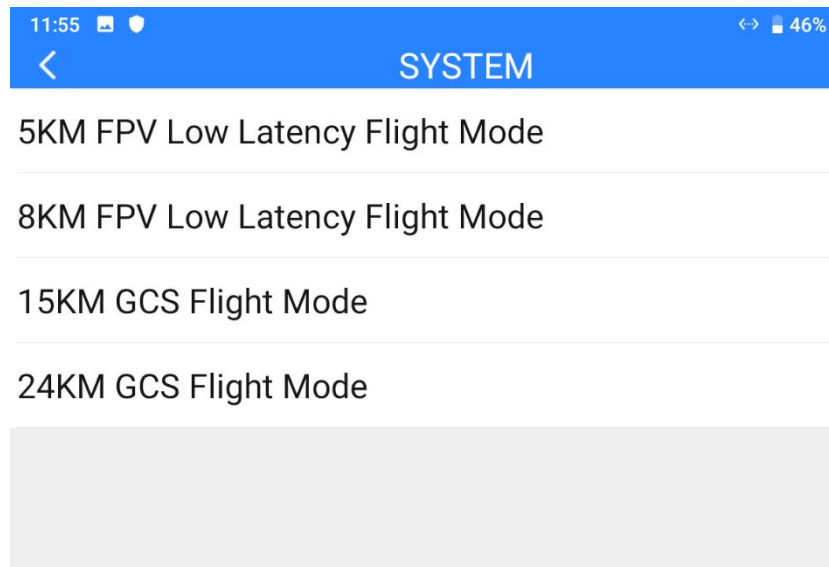 11:55 46%
SYSTEM
5KM FPV Low Latency Flight Mode
8KM FPV Low Latency Flight Mode
15KM GCS Flight Mode
24KM GCS Flight Mode